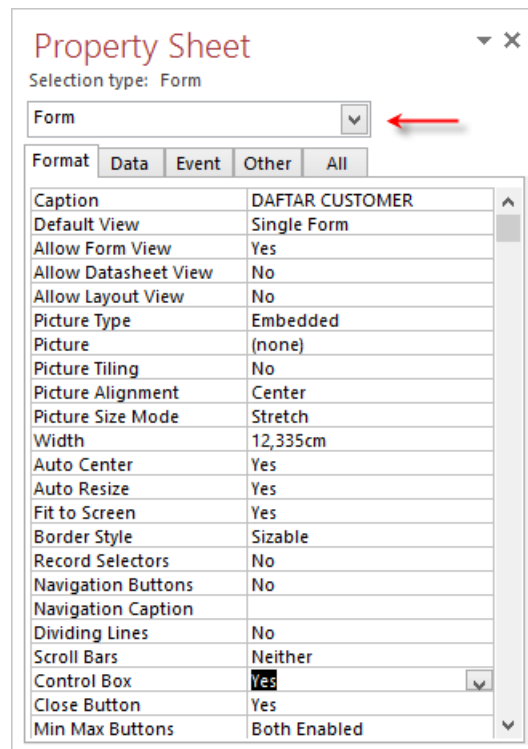 Property Sheet
Selection type: Form
Form
Format Data Event Other All
Caption DAFTAR CUSTOMER
Default View Single Form
Allow Form View Yes
Allow Datasheet View No
Allow Layout View No
Picture Type Embedded
Picture (none)
Picture Tiling No
Picture Alignment Center
Picture Size Mode Stretch
Width 12,335cm
Auto Center Yes
Auto Resize Yes
Fit to Screen Yes
Border Style Sizable
Record Selectors No
Navigation Buttons No
Navigation Caption
Dividing Lines No
Scroll Bars Neither
Control Box Yes
Close Button Yes
Min Max Buttons Both Enabled